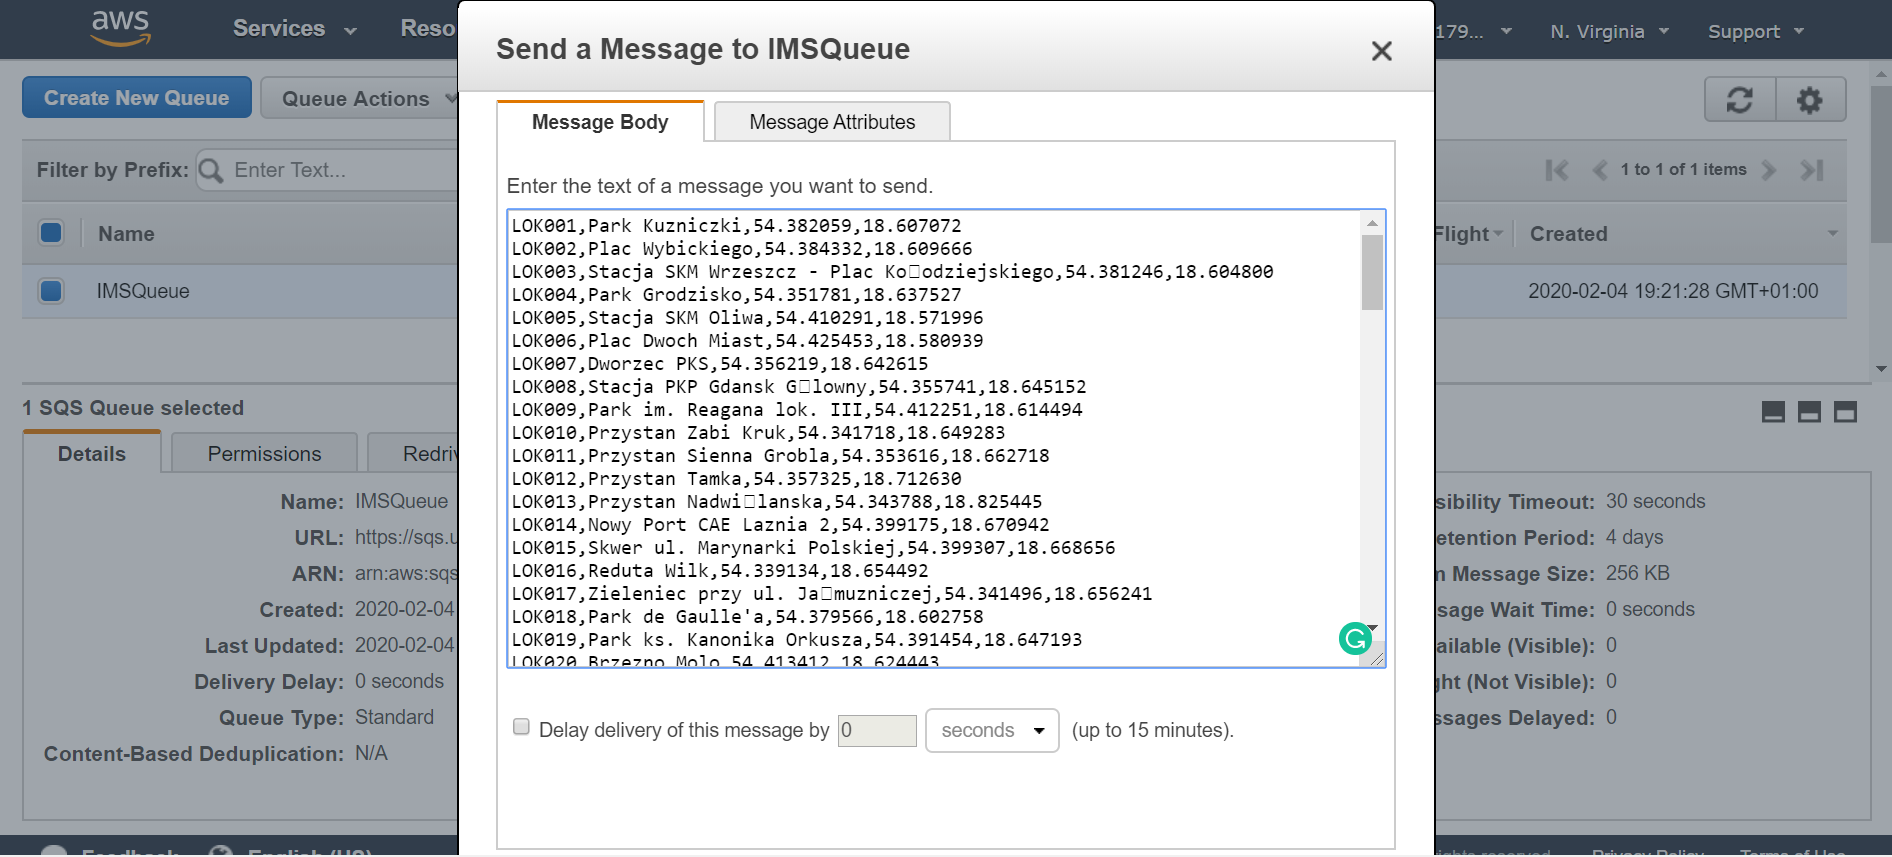 aws
Services
Reso
179...
N. Virginia
Support
Create New Queue
Queue Actions
Filter by Prefix:
Enter Text...
1 to 1 of 1 items
Name
Flight
Created
IMSQueue
2020-02-04 19:21:28 GMT+01:00
1 SQS Queue selected
Details
Permissions
Redriv
Name: IMSQueue
URL: https://sqs.u
ARN: arn:aws:sqs
Created: 2020-02-04
Last Updated: 2020-02-04
Delivery Delay: 0 seconds
Queue Type: Standard
Content-Based Deduplication: N/A
Send a Message to IMSQueue
Message Body
Message Attributes
Enter the text of a message you want to send.
LOK001,Park Kuzniczki,54.382059,18.607072
LOK002,Plac Wybickiego,54.384332,18.609666
LOK003,Stacja SKM Wrzeszcz - Plac Ko□odziejskiego,54.381246,18.604800
LOK004,Park Grodzisko,54.351781,18.637527
LOK005,Stacja SKM Oliwa,54.410291,18.571996
LOK006,Plac Dwoch Miast,54.425453,18.580939
LOK007,Dworzec PKS,54.356219,18.642615
LOK008,Stacja PKP Gdansk G□lowny,54.355741,18.645152
LOK009,Park im. Reagana lok. III,54.412251,18.614494
LOK010,Przystan Zabi Kruk,54.341718,18.649283
LOK011,Przystan Sienna Grobla,54.353616,18.662718
LOK012,Przystan Tamka,54.357325,18.712630
LOK013,Przystan Nadwi□lanska,54.343788,18.825445
LOK014,Nowy Port CAE Laznia 2,54.399175,18.670942
LOK015,Skwer ul. Marynarki Polskiej,54.399307,18.668656
LOK016,Reduta Wilk,54.339134,18.654492
LOK017,Zieleniec przy ul. Ja□muzniczej,54.341496,18.656241
LOK018,Park de Gaulle'a,54.379566,18.602758
LOK019,Park ks. Kanonika Orkusza,54.391454,18.647193
LOK020,Brzezno Molo,54.413412,18.624443
Delay delivery of this message by 0 seconds (up to 15 minutes).
sibility Timeout: 30 seconds
etention Period: 4 days
n Message Size: 256 KB
sage Wait Time: 0 seconds
ailable (Visible): 0
ght (Not Visible): 0
ssages Delayed: 0
Feedback
English (US)
ights reserved.
Privacy Policy
Terms of Use